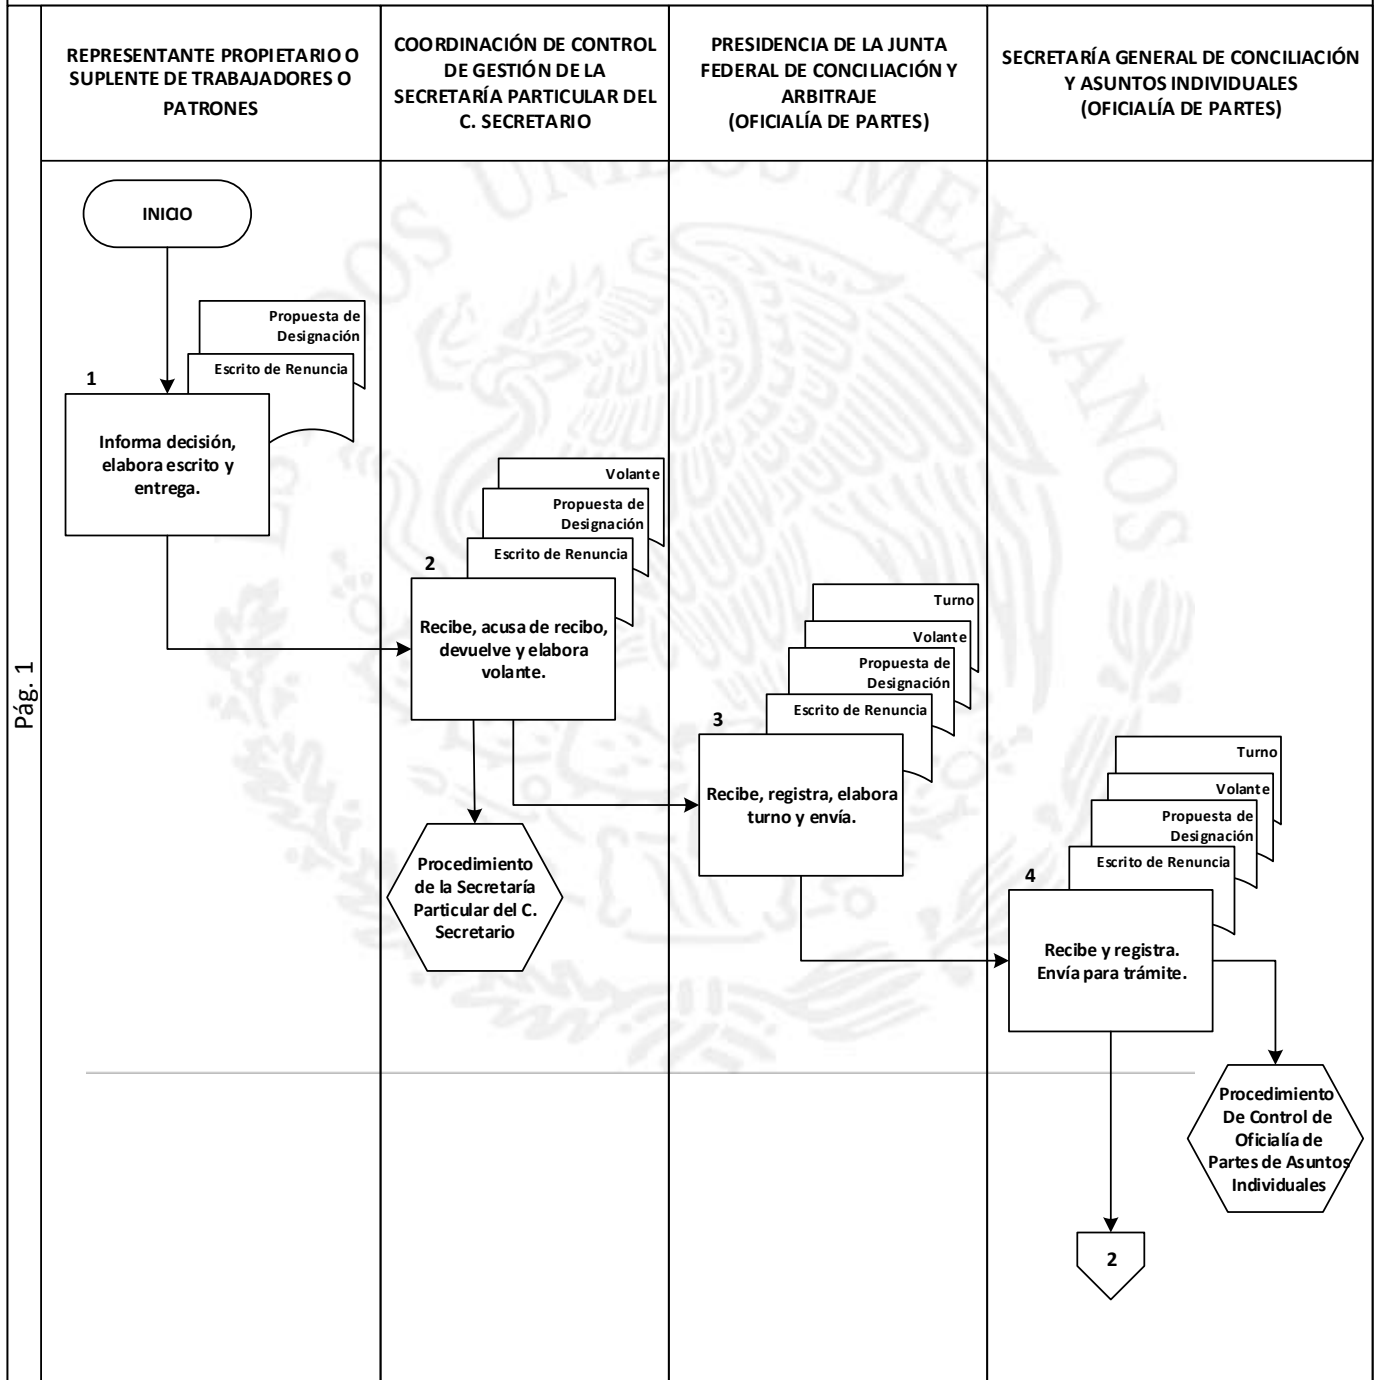 REPRESENTANTE PROPIETARIO O
SUPLENTE DE TRABAJADORES O
PATRONES
COORDINACIÓN DE CONTROL
DE GESTIÓN DE LA
SECRETARÍA PARTICULAR DEL
C. SECRETARIO
PRESIDENCIA DE LA JUNTA
FEDERAL DE CONCILIACIÓN Y
ARBITRAJE
(OFICIALÍA DE PARTES)
SECRETARÍA GENERAL DE CONCILIACIÓN
Y ASUNTOS INDIVIDUALES
(OFICIALÍA DE PARTES)
Pág. 1
INICIO
Propuesta de
Designación
Escrito de Renuncia
1
Informa decisión,
elabora escrito y
entrega.
Volante
Propuesta de
Designación
Escrito de Renuncia
2
Recibe, acusa de recibo,
devuelve y elabora
volante.
Procedimiento
de la Secretaría
Particular del C.
Secretario
Turno
Volante
Propuesta de
Designación
Escrito de Renuncia
3
Recibe, registra, elabora
turno y envía.
Turno
Volante
Propuesta de
Designación
Escrito de Renuncia
4
Recibe y registra.
Envía para trámite.
Procedimiento
De Control de
Oficialía de
Partes de Asuntos
Individuales
2
UNIDOS MEXICANOS